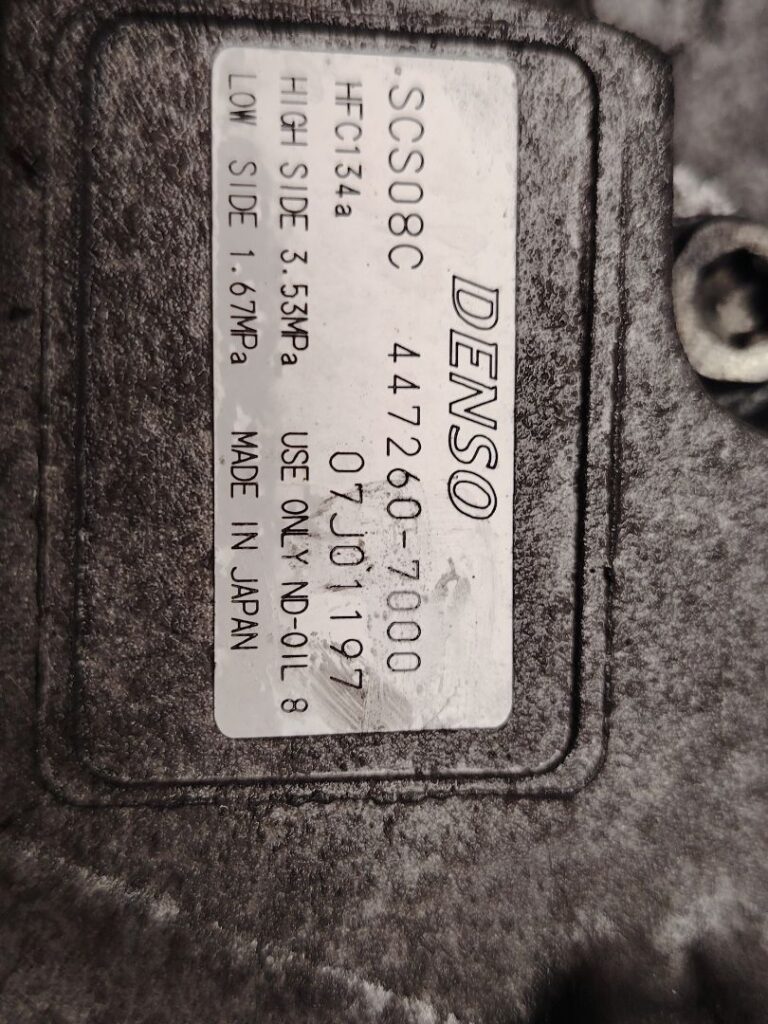 DENSO
SCS08C 447260-7000
HFC134a 07J01197
HIGH SIDE 3.53MPa USE ONLY ND-OIL 8
LOW SIDE 1.67MPa MADE IN JAPAN